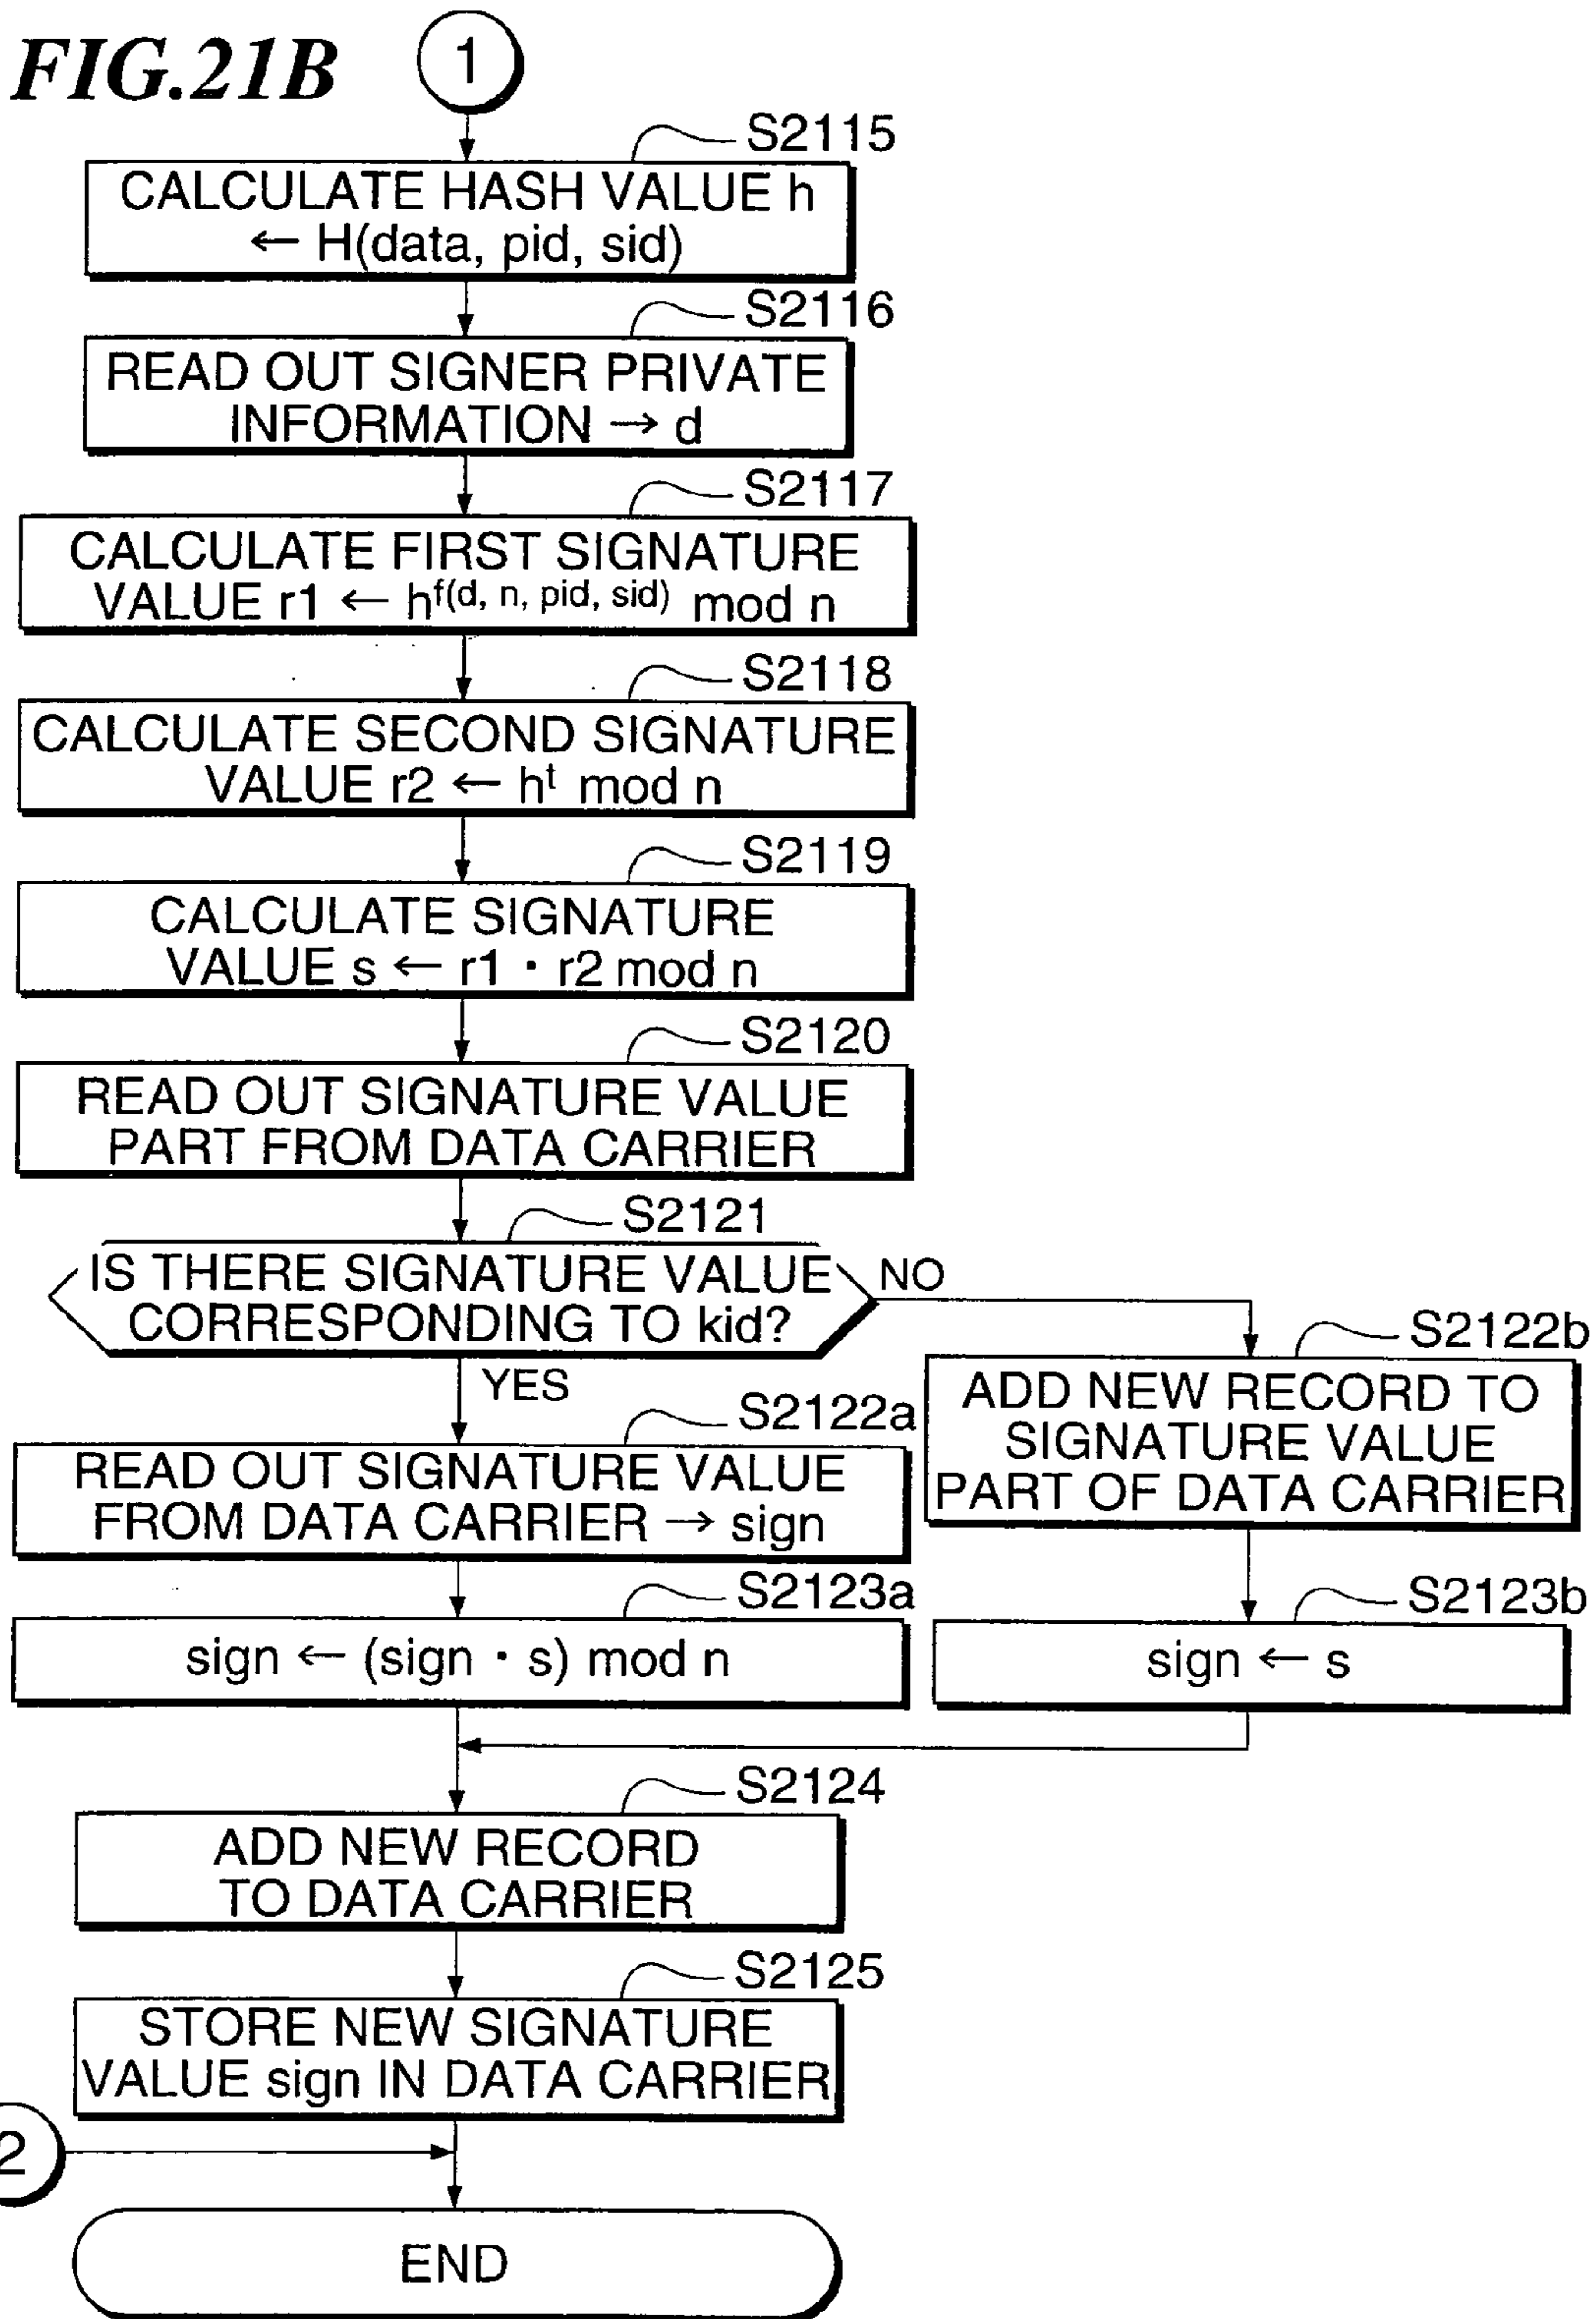 FIG.21B
1
S2115
CALCULATE HASH VALUE h
← H(data, pid, sid)
S2116
READ OUT SIGNER PRIVATE
INFORMATION → d
S2117
CALCULATE FIRST SIGNATURE
VALUE r1 ← h^f(d, n, pid, sid) mod n
S2118
CALCULATE SECOND SIGNATURE
VALUE r2 ← h^t mod n
S2119
CALCULATE SIGNATURE
VALUE s ← r1 · r2 mod n
S2120
READ OUT SIGNATURE VALUE
PART FROM DATA CARRIER
S2121
IS THERE SIGNATURE VALUE
CORRESPONDING TO kid?
NO
YES
S2122b
ADD NEW RECORD TO
SIGNATURE VALUE
PART OF DATA CARRIER
S2122a
READ OUT SIGNATURE VALUE
FROM DATA CARRIER → sign
S2123a
sign ← (sign · s) mod n
S2123b
sign ← s
S2124
ADD NEW RECORD
TO DATA CARRIER
S2125
STORE NEW SIGNATURE
VALUE sign IN DATA CARRIER
2
END